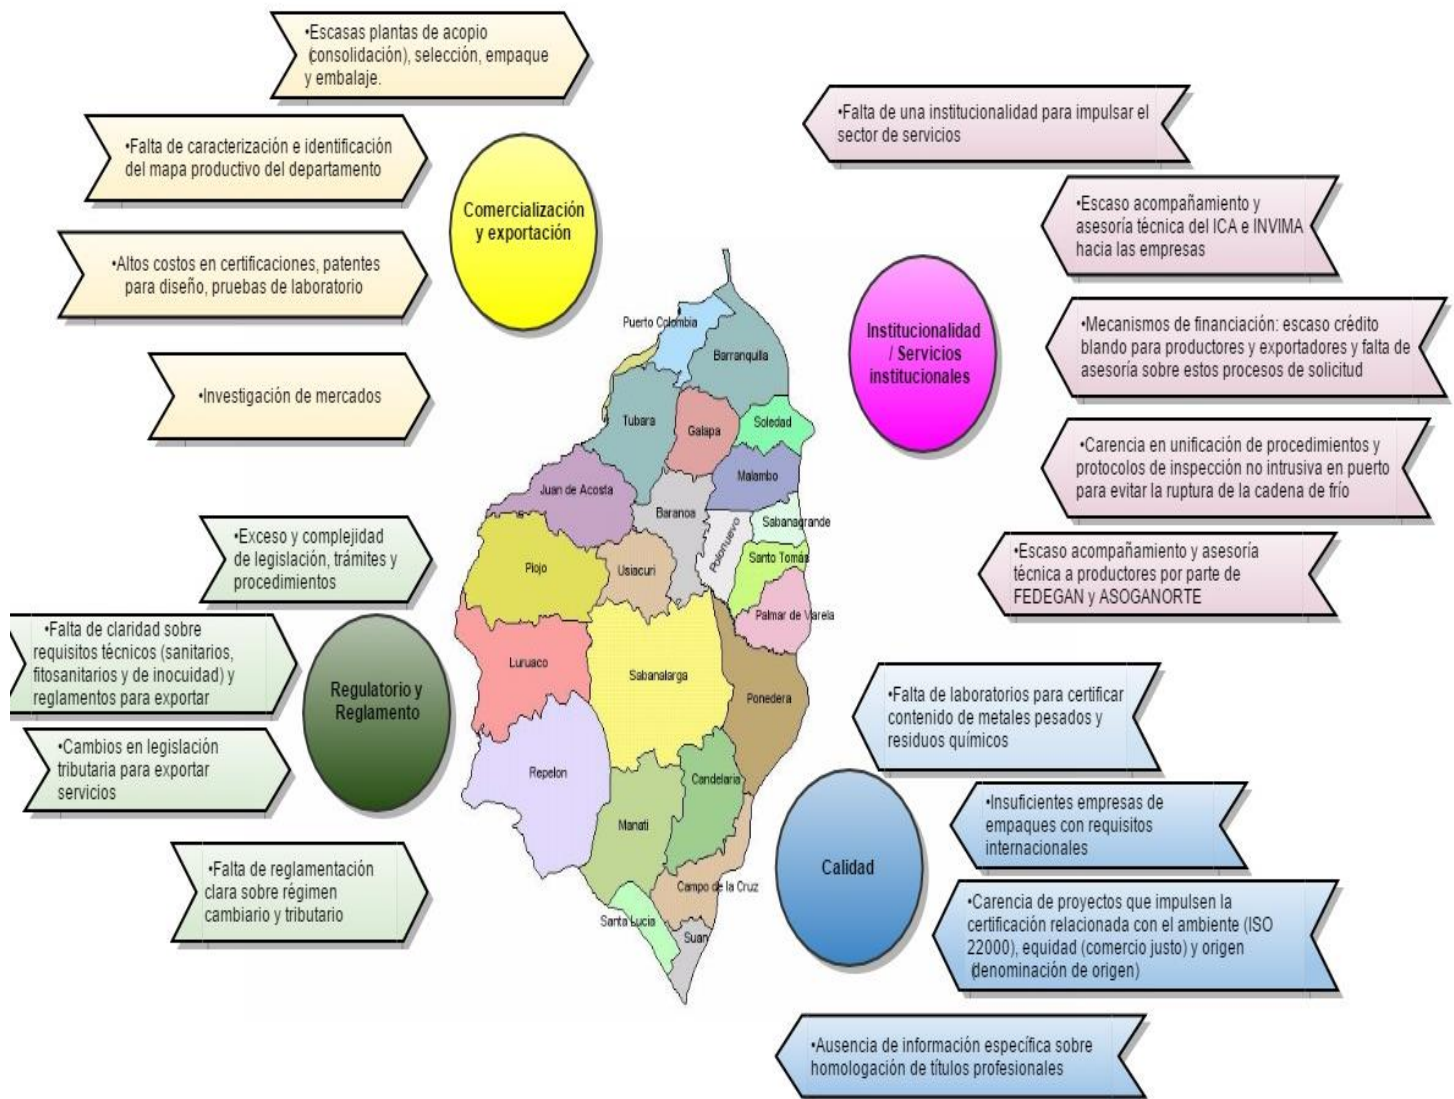 •Escasas plantas de acopio
(consolidación), selección, empaque
y embalaje.
•Falta de caracterización e identificación
del mapa productivo del departamento
•Altos costos en certificaciones, patentes
para diseño, pruebas de laboratorio
•Investigación de mercados
Comercialización
y exportación
•Falta de una institucionalidad para impulsar el
sector de servicios
•Escaso acompañamiento y
asesoría técnica del ICA e INVIMA
hacia las empresas
•Mecanismos de financiación: escaso crédito
blando para productores y exportadores y falta de
asesoría sobre estos procesos de solicitud
•Carencia en unificación de procedimientos y
protocolos de inspección no intrusiva en puerto
para evitar la ruptura de la cadena de frío
•Escaso acompañamiento y asesoría
técnica a productores por parte de
FEDEGAN y ASOGANORTE
Institucionalidad
/ Servicios
institucionales
Puerto Colombia
Barranquilla
Tubara
Galapa
Soledad
Malambo
Juan de Acosta
Baranoa
Polonuevo
Sabanagrande
Santo Tomás
Piojo
Usiacuri
Palmar de Varela
Luruaco
Sabanalarga
Ponedera
Repelon
Candelaria
Manati
Campo de la Cruz
Santa Lucia
Suan
•Exceso y complejidad
de legislación, trámites y
procedimientos
•Falta de claridad sobre
requisitos técnicos (sanitarios,
fitosanitarios y de inocuidad) y
reglamentos para exportar
•Cambios en legislación
tributaria para exportar
servicios
•Falta de reglamentación
clara sobre régimen
cambiario y tributario
Regulatorio y
Reglamento
•Falta de laboratorios para certificar
contenido de metales pesados y
residuos químicos
•Insuficientes empresas de
empaques con requisitos
internacionales
•Carencia de proyectos que impulsen la
certificación relacionada con el ambiente (ISO
22000), equidad (comercio justo) y origen
(denominación de origen)
•Ausencia de información específica sobre
homologación de títulos profesionales
Calidad